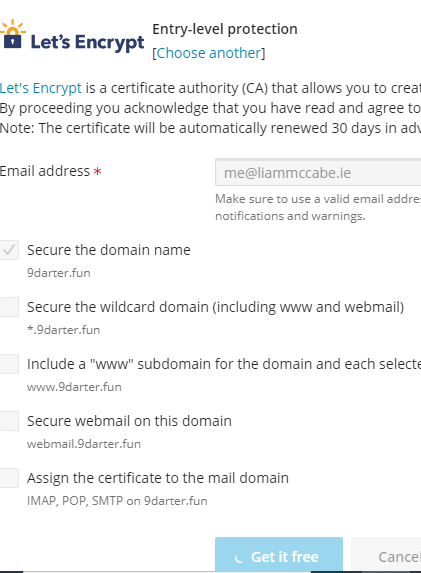 Let's Encrypt
Entry-level protection
[Choose another]
Let's Encrypt is a certificate authority (CA) that allows you to creat
By proceeding you acknowledge that you have read and agree to
Note: The certificate will be automatically renewed 30 days in adv
Email address *
me@liammccabe.ie
Make sure to use a valid email addre
notifications and warnings.
Secure the domain name
9darter.fun
Secure the wildcard domain (including www and webmail)
*.9darter.fun
Include a "www" subdomain for the domain and each selecte
www.9darter.fun
Secure webmail on this domain
webmail.9darter.fun
Assign the certificate to the mail domain
IMAP, POP, SMTP on 9darter.fun
Get it free
Cancel